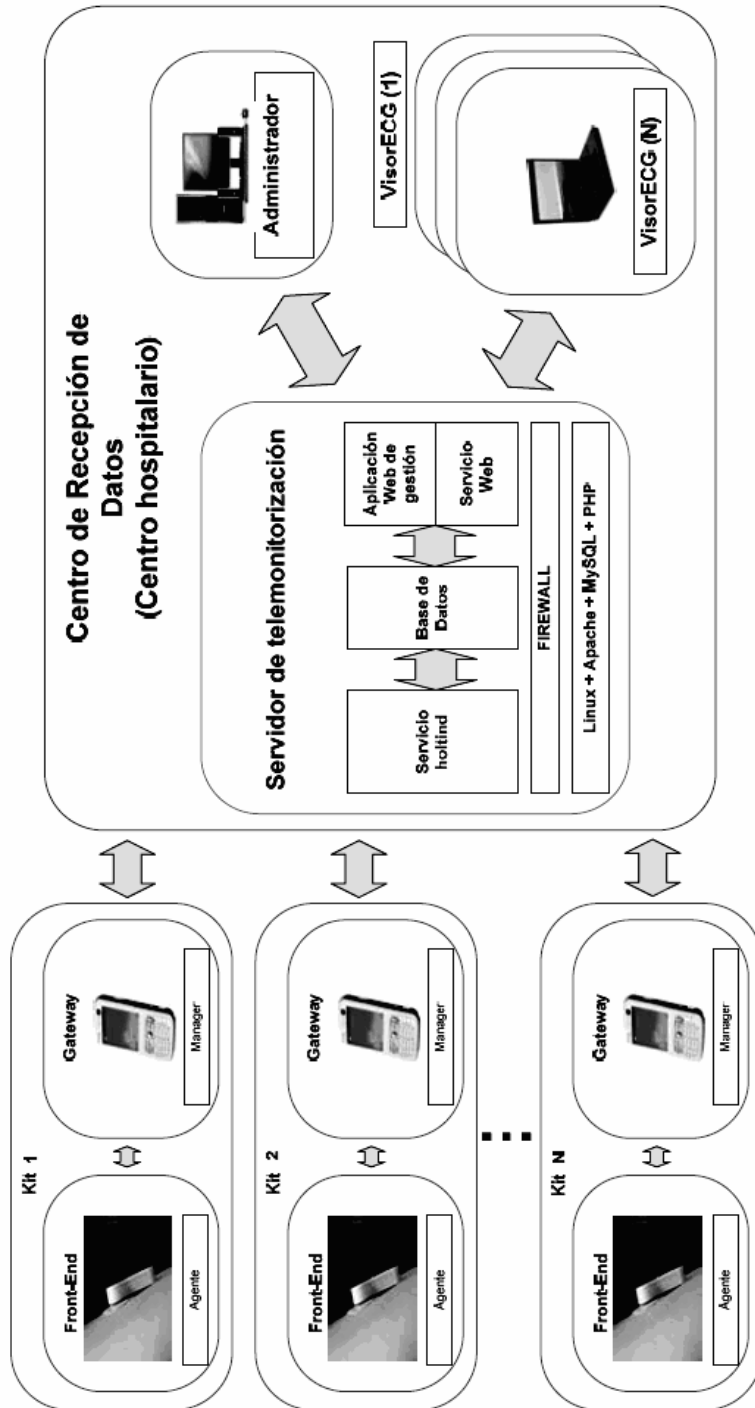 Kit 1
Front-End
Agente
Gateway
Manager
Kit 2
Front-End
Agente
Gateway
Manager
...
Kit N
Front-End
Agente
Gateway
Manager
Centro de Recepción de
Datos
(Centro hospitalario)
Servidor de telemonitorización
Servicio
holtind
Base de
Datos
Aplicación
Web de
gestión
Servicio
Web
FIREWALL
Linux + Apache + MySQL + PHP
Administrador
VisorECG (1)
VisorECG (N)